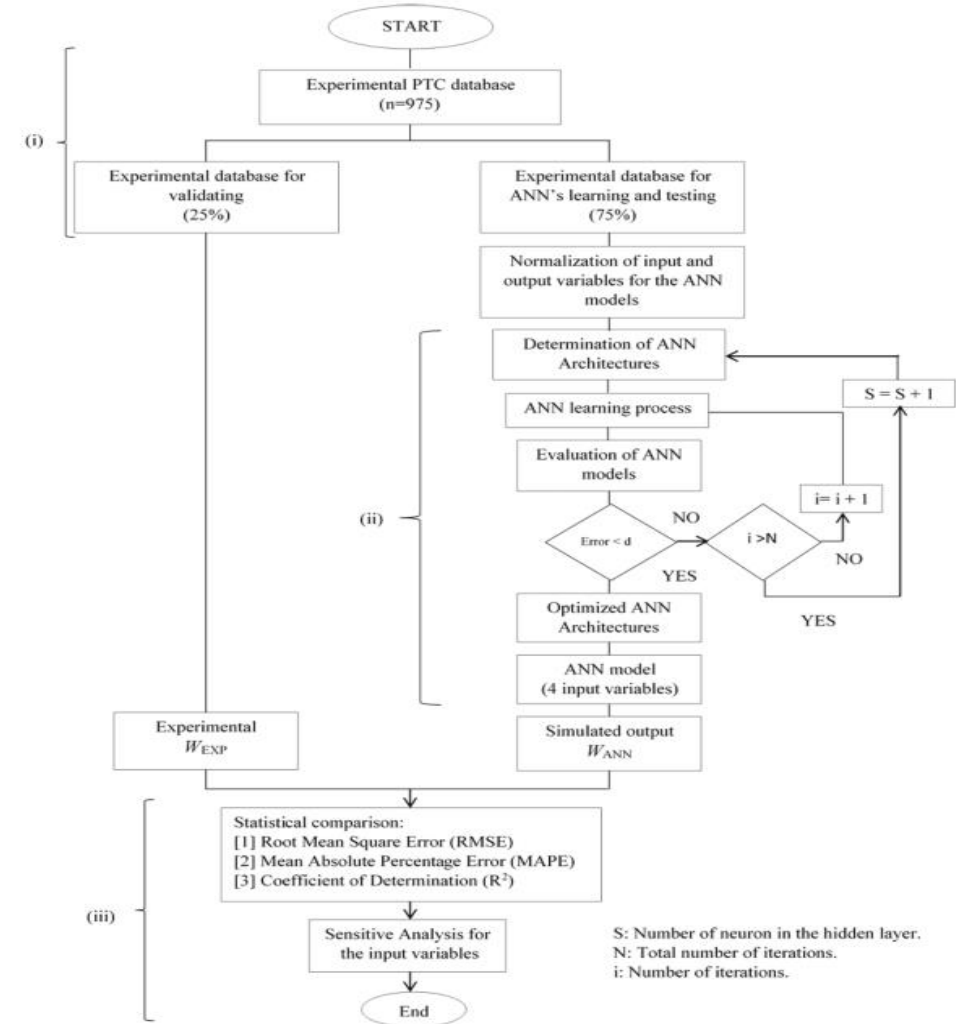 START
Experimental PTC database
(n=975)
(i)
Experimental database for
validating
(25%)
Experimental database for
ANN's learning and testing
(75%)
Normalization of input and
output variables for the ANN
models
Determination of ANN
Architectures
S = S + 1
ANN learning process
Evaluation of ANN
models
i= i + 1
(ii)
Error < d
NO
i >N
NO
YES
YES
Optimized ANN
Architectures
ANN model
(4 input variables)
Experimental
WEXP
Simulated output
WANN
Statistical comparison:
[1] Root Mean Square Error (RMSE)
[2] Mean Absolute Percentage Error (MAPE)
[3] Coefficient of Determination (R²)
(iii)
Sensitive Analysis for
the input variables
End
S: Number of neuron in the hidden layer.
N: Total number of iterations.
i: Number of iterations.